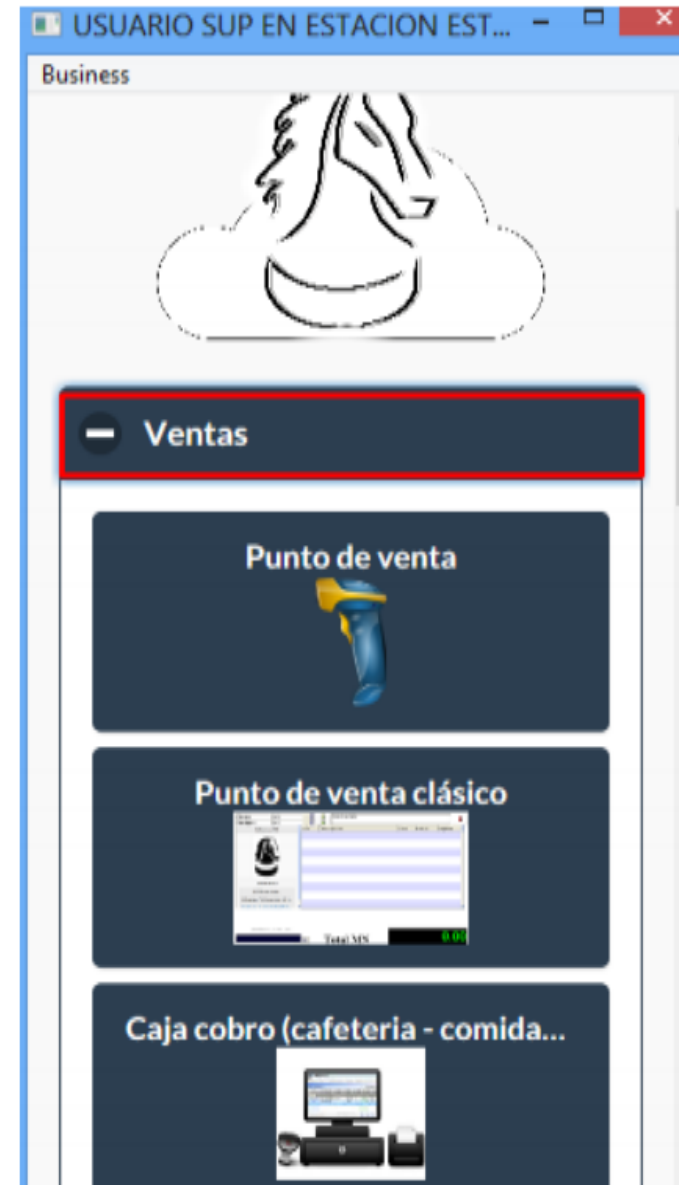 USUARIO SUP EN ESTACION EST...
Business
Ventas
Punto de venta
Punto de venta clásico
Total MN
0.00
Caja cobro (cafeteria - comida...